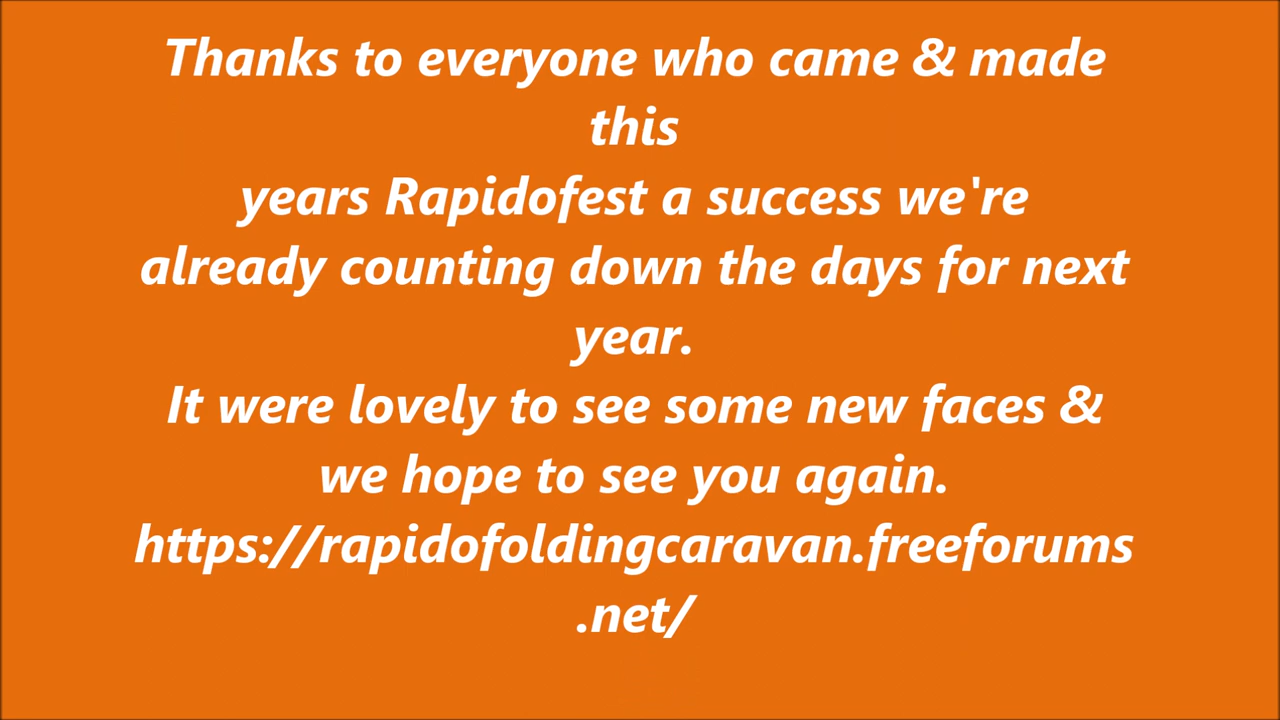 Thanks to everyone who came & made
this
years Rapidofest a success we're
already counting down the days for next
year.
It were lovely to see some new faces &
we hope to see you again.
https://rapidofoldingcaravan.freeforums
.net/